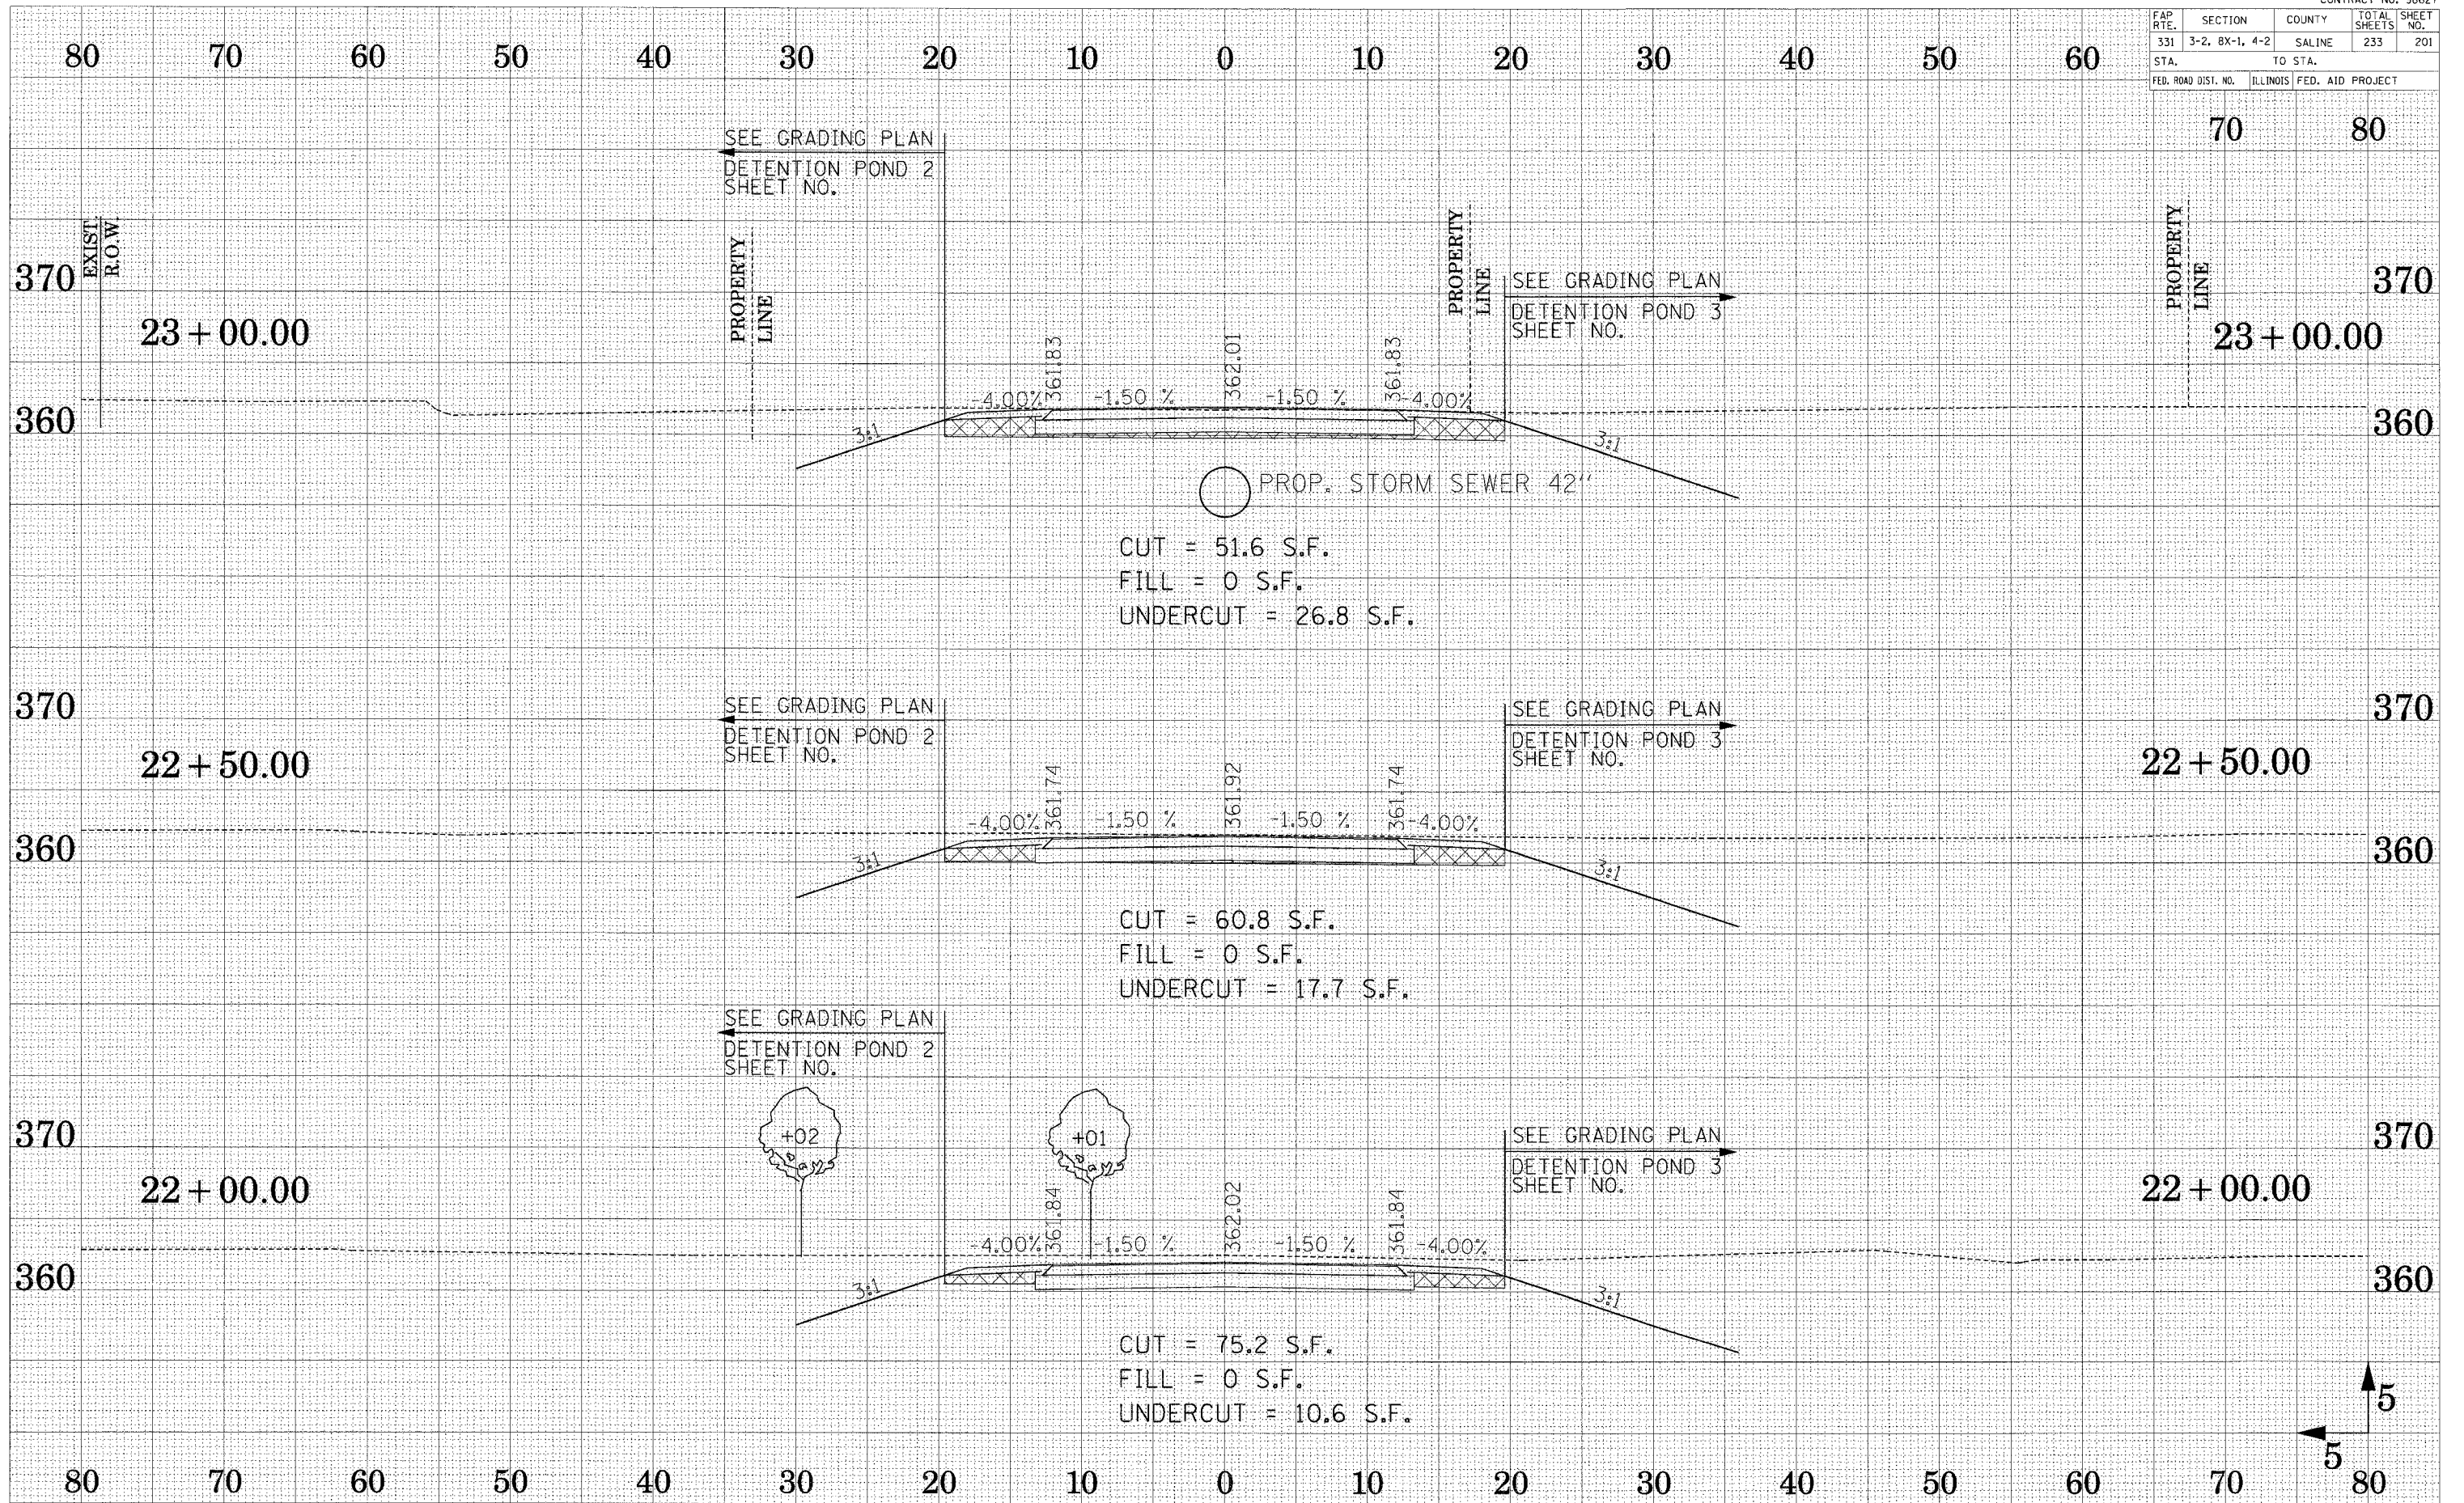 CONTRACT NO. 98627
FAP RTE. SECTION COUNTY TOTAL SHEETS SHEET NO.
331 3-2, 8X-1, 4-2 SALINE 233 201
STA. TO STA.
FED. ROAD DIST. NO. ILLINOIS FED. AID PROJECT
80 70 60 50 40 30 20 10 0 10 20 30 40 50 60
70 80
SEE GRADING PLAN
DETENTION POND 2
SHEET NO.
EXIST.
R.O.W.
PROPERTY
LINE
PROPERTY
LINE
PROPERTY
LINE
370
SEE GRADING PLAN
DETENTION POND 3
SHEET NO.
370
23+00.00
23+00.00
361.83
362.01
361.83
-4.00% -1.50 % -1.50 % -4.00%
360
360
3:1
3:1
PROP. STORM SEWER 42"
CUT = 51.6 S.F.
FILL = 0 S.F.
UNDERCUT = 26.8 S.F.
370
SEE GRADING PLAN
DETENTION POND 2
SHEET NO.
SEE GRADING PLAN
DETENTION POND 3
SHEET NO.
370
22+50.00
22+50.00
361.74
361.92
361.74
-4.00% -1.50 % -1.50 % -4.00%
360
360
3:1
3:1
CUT = 60.8 S.F.
FILL = 0 S.F.
UNDERCUT = 17.7 S.F.
SEE GRADING PLAN
DETENTION POND 2
SHEET NO.
370
+02
+01
SEE GRADING PLAN
DETENTION POND 3
SHEET NO.
370
22+00.00
22+00.00
361.84
362.02
361.84
-4.00% -1.50 % -1.50 % -4.00%
360
360
3:1
3:1
CUT = 75.2 S.F.
FILL = 0 S.F.
UNDERCUT = 10.6 S.F.
5
5
80 70 60 50 40 30 20 10 0 10 20 30 40 50 60 70 80